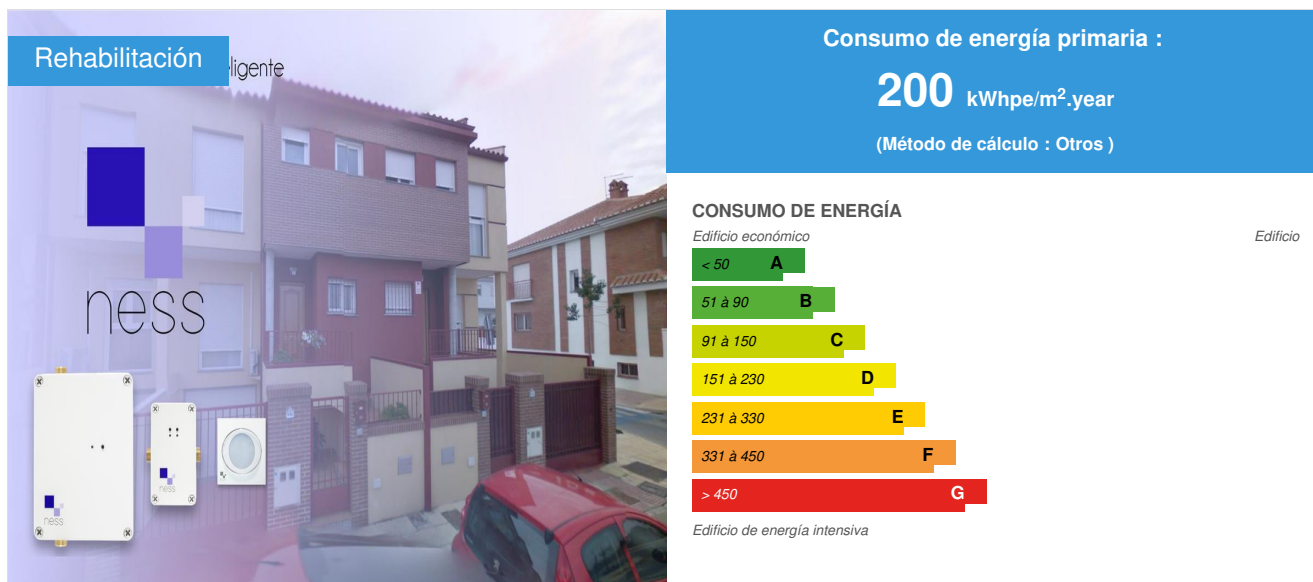 Rehabilitación
ligente
ness
ness
ness
Consumo de energía primaria :
200 kWhpe/m².year
(Método de cálculo : Otros )
CONSUMO DE ENERGÍA
Edificio económico
Edificio
< 50 A
51 à 90 B
91 à 150 C
151 à 230 D
231 à 330 E
331 à 450 F
> 450 G
Edificio de energía intensiva